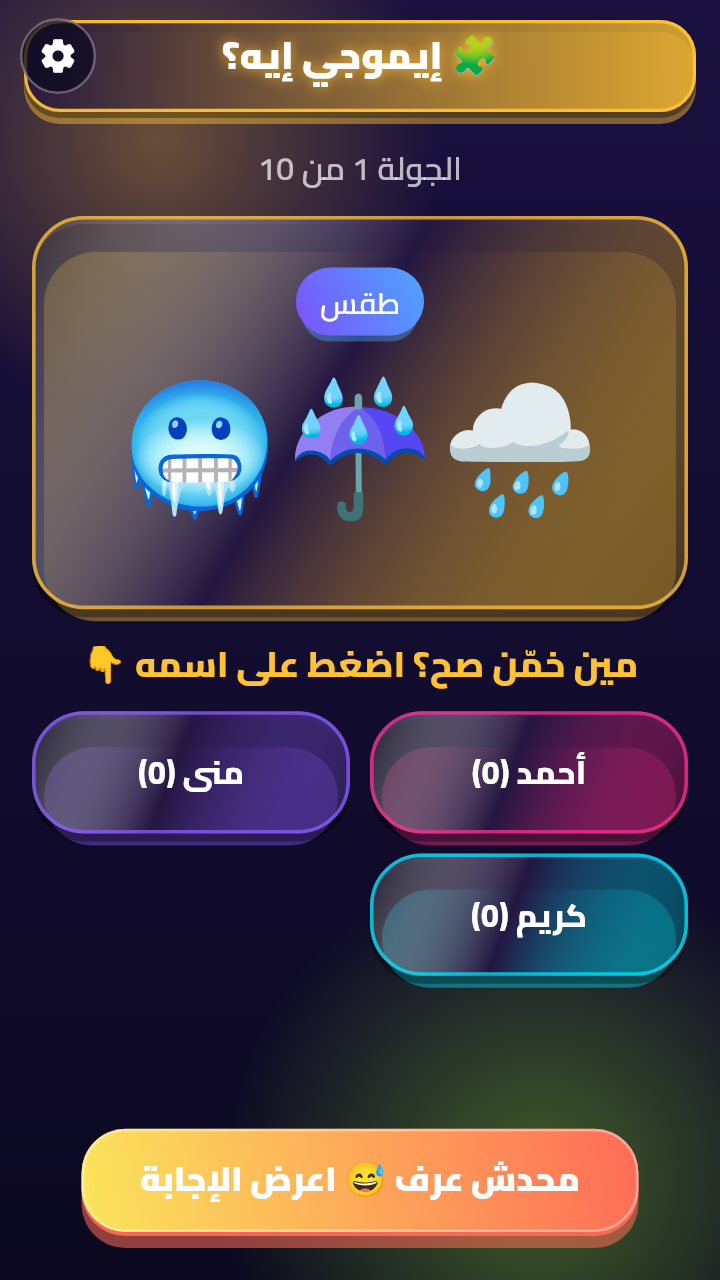 🧩 إيموجي إيه؟
الجولة 1 من 10
طقس
مين خمّن صح؟ اضغط على اسمه 👇
أحمد (0)
منى (0)
كريم (0)
محدش عرف 😅 اعرض الإجابة